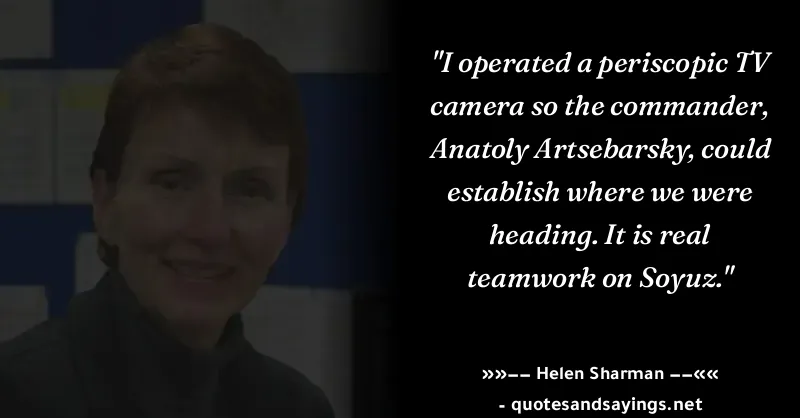 "I operated a periscopic TV
camera so the commander,
Anatoly Artsebarsky, could
establish where we were
heading. It is real
teamwork on Soyuz."
»»-- Helen Sharman --««
- quotesandsayings.net